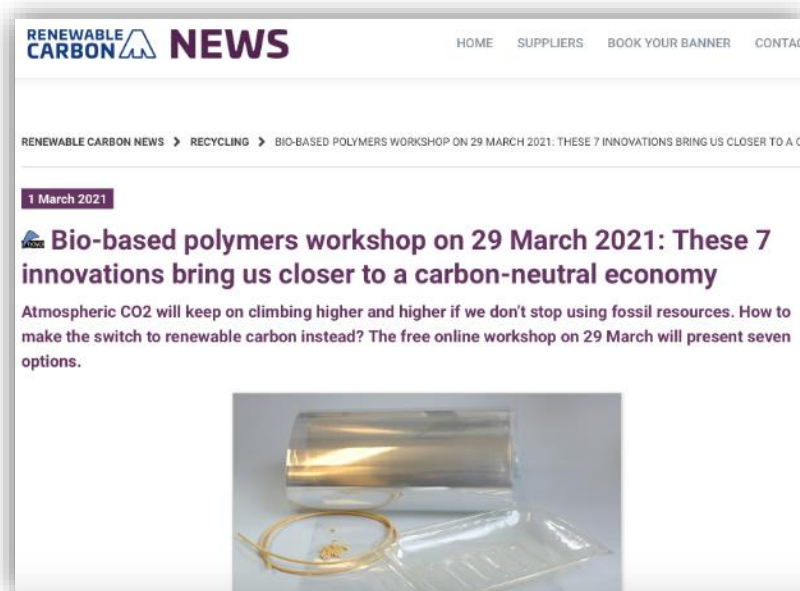 RENEWABLE
CARBON NEWS
HOME SUPPLIERS BOOK YOUR BANNER CONTAC
RENEWABLE CARBON NEWS > RECYCLING > BIO-BASED POLYMERS WORKSHOP ON 29 MARCH 2021: THESE 7 INNOVATIONS BRING US CLOSER TO A C
1 March 2021
nova Bio-based polymers workshop on 29 March 2021: These 7
innovations bring us closer to a carbon-neutral economy
Atmospheric CO2 will keep on climbing higher and higher if we don't stop using fossil resources. How to
make the switch to renewable carbon instead? The free online workshop on 29 March will present seven
options.